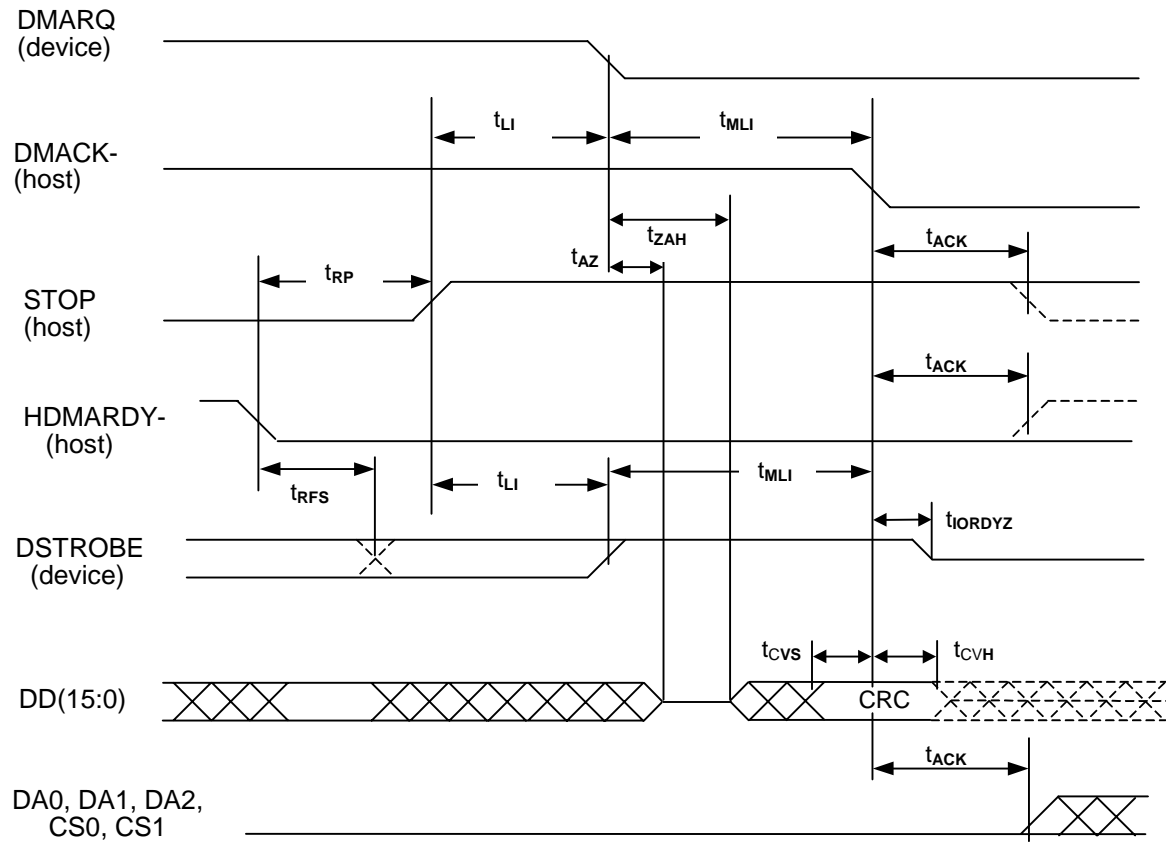 DMARQ
(device)
tLI
tMLI
DMACK-
(host)
tZAH
tACK
tAZ
tRP
STOP
(host)
tACK
HDMARDY-
(host)
tRFS
tLI
tMLI
tIORDYZ
DSTROBE
(device)
tCVS
tCVH
DD(15:0)
CRC
tACK
DA0, DA1, DA2,
CS0, CS1